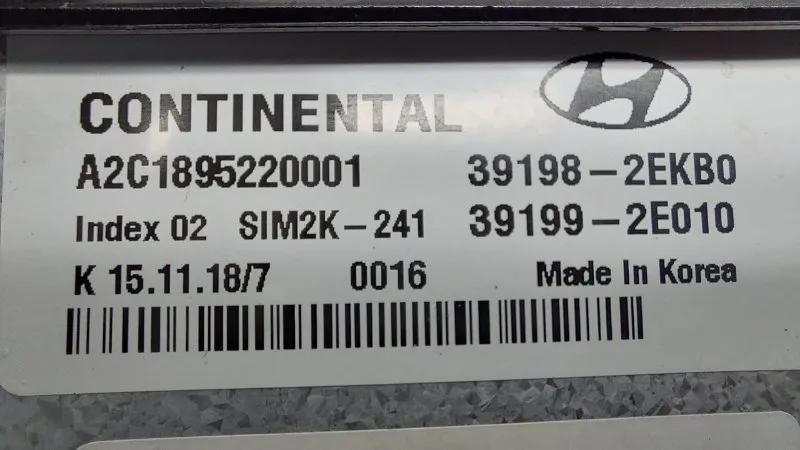 CONTINENTAL
A2C1895220001 39198-2EKB0
Index 02 SIM2K-241 39199-2E010
K 15.11.18/7 0016 Made In Korea